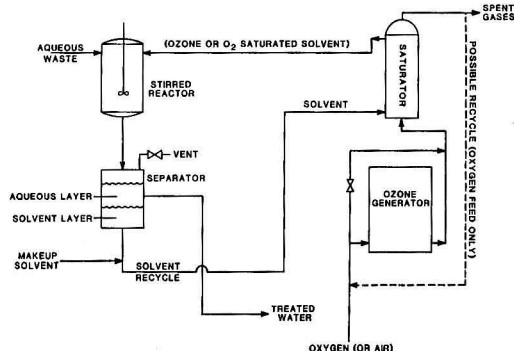 SPENT
GASES
AQUEOUS
WASTE
(OZONE OR O2 SATURATED SOLVENT)
SATURATOR
STIRRED
REACTOR
SOLVENT
POSSIBLE RECYCLE (OXYGEN FEED ONLY)
VENT
SEPARATOR
AQUEOUS LAYER
SOLVENT LAYER
OZONE
GENERATOR
MAKEUP
SOLVENT
SOLVENT
RECYCLE
TREATED
WATER
OXYGEN (OR AIR)